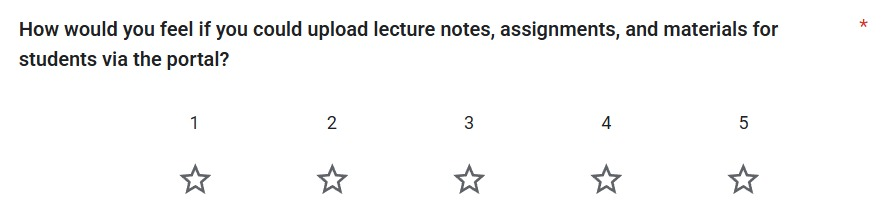 How would you feel if you could upload lecture notes, assignments, and materials for *
students via the portal?
1 2 3 4 5